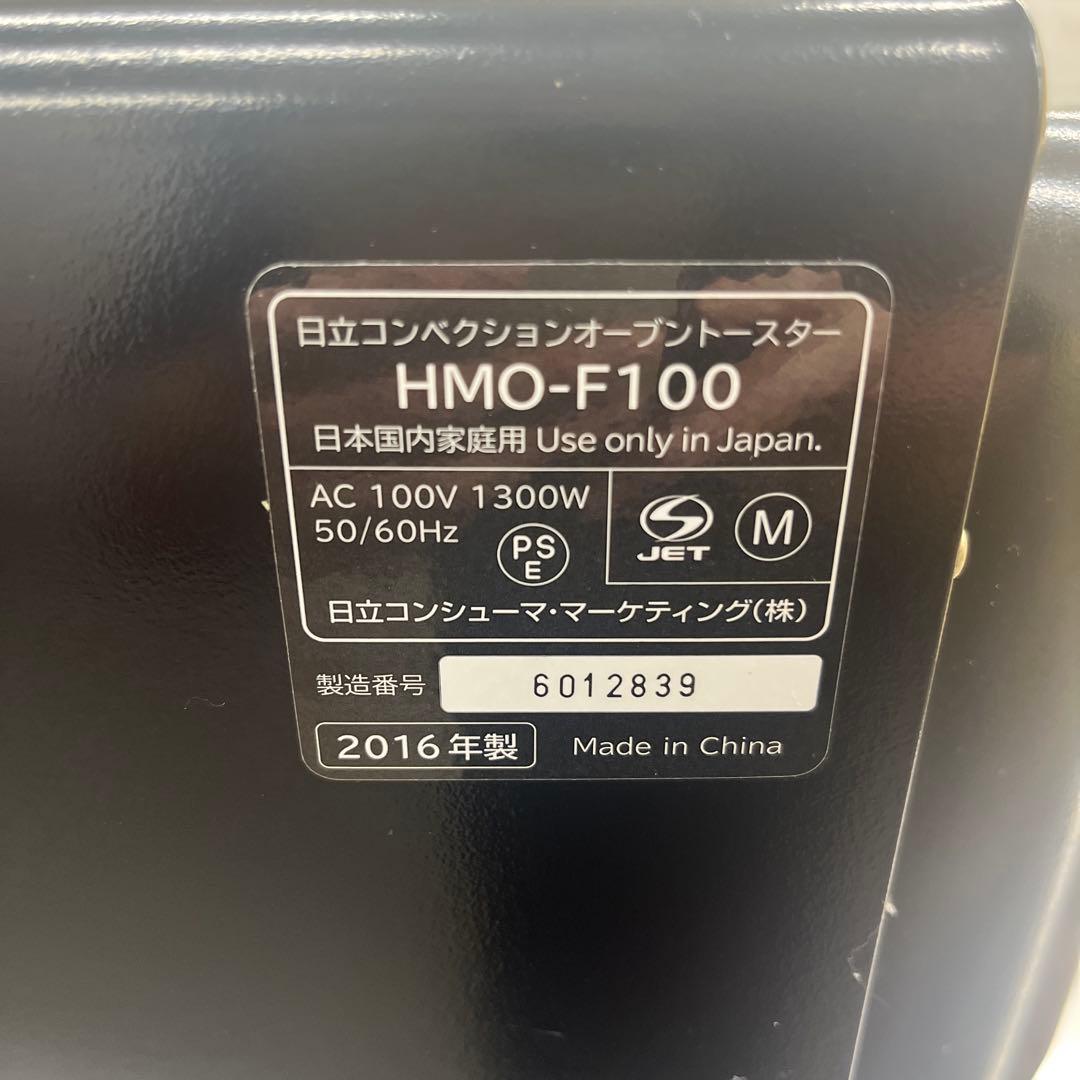 日立コンベクションオーブントースター
HMO-F100
日本国内家庭用 Use only in Japan.
AC 100V 1300W
50/60Hz
PS
E
JET
M
日立コンシューマ・マーケティング(株)
製造番号 6012839
2016年製 Made in China